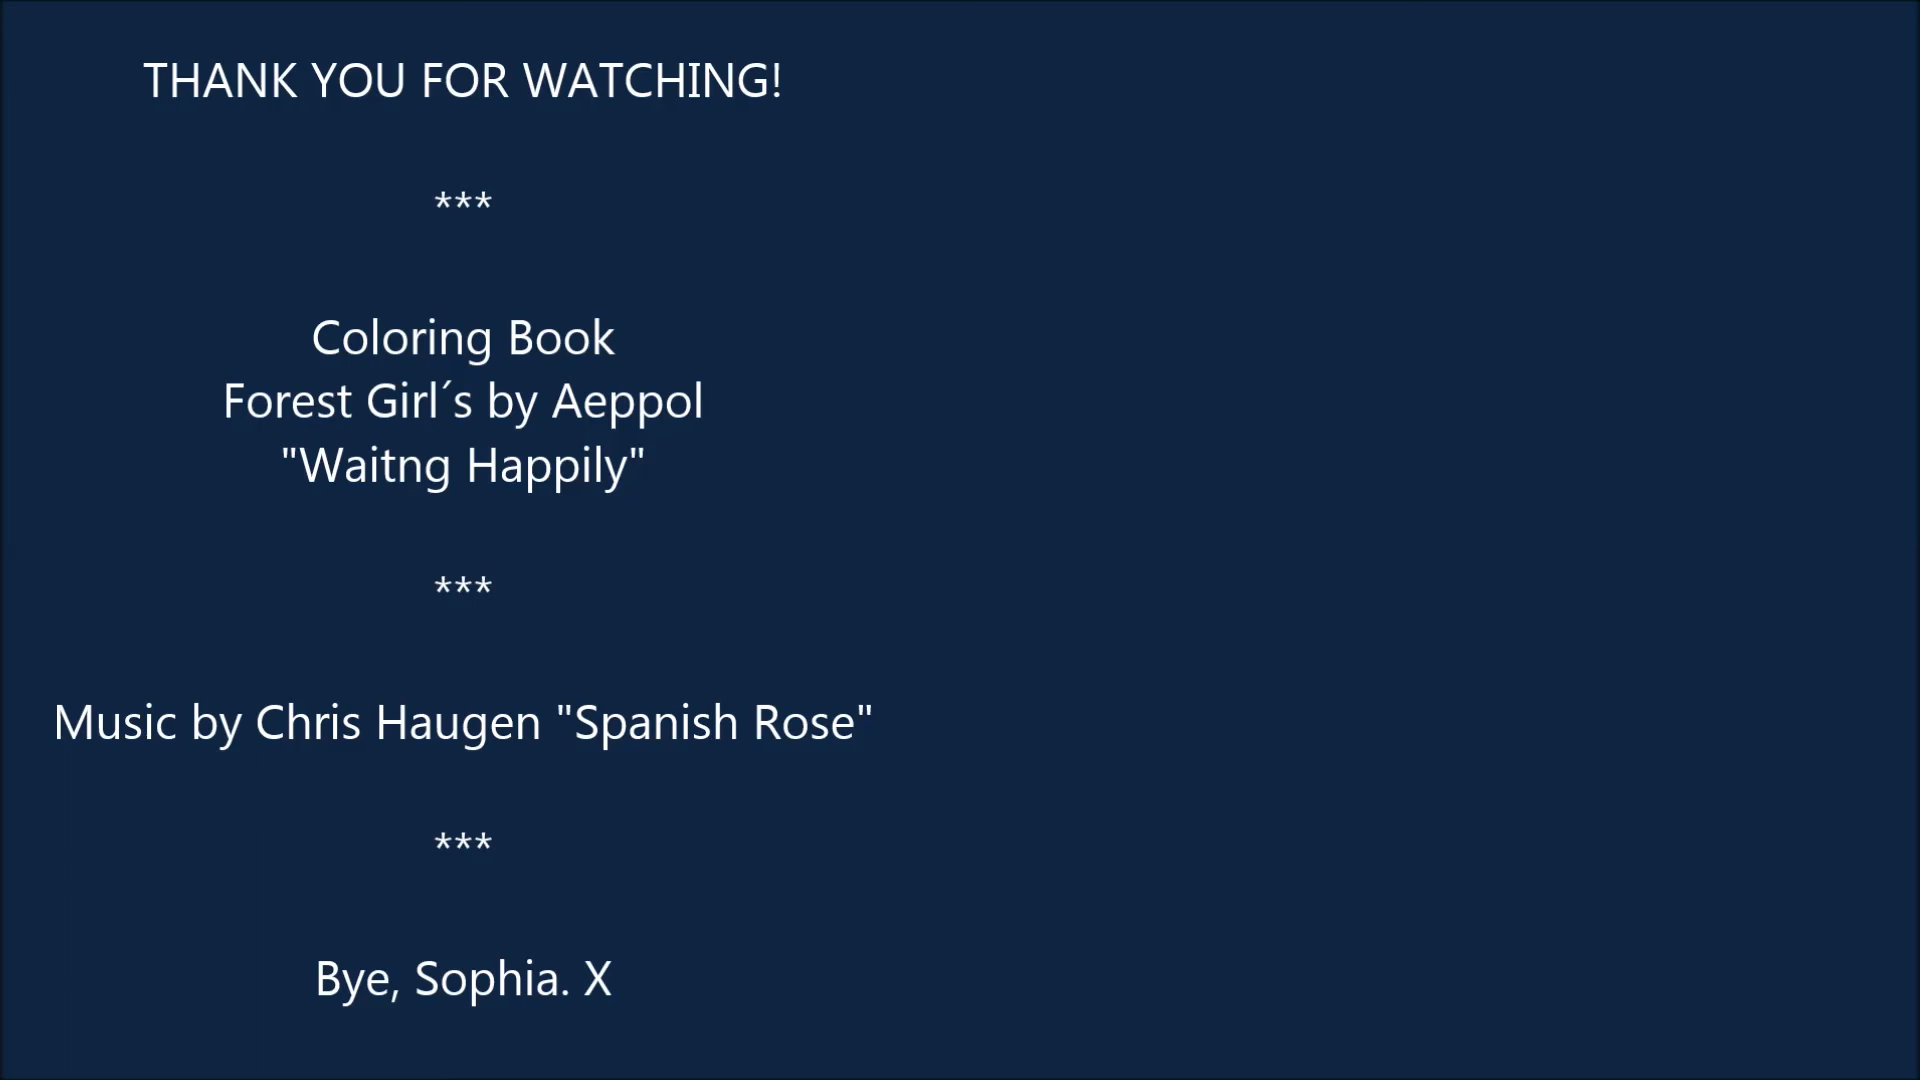 THANK YOU FOR WATCHING!
***
Coloring Book
Forest Girl´s by Aeppol
"Waitng Happily"
***
Music by Chris Haugen "Spanish Rose"
***
Bye, Sophia. X